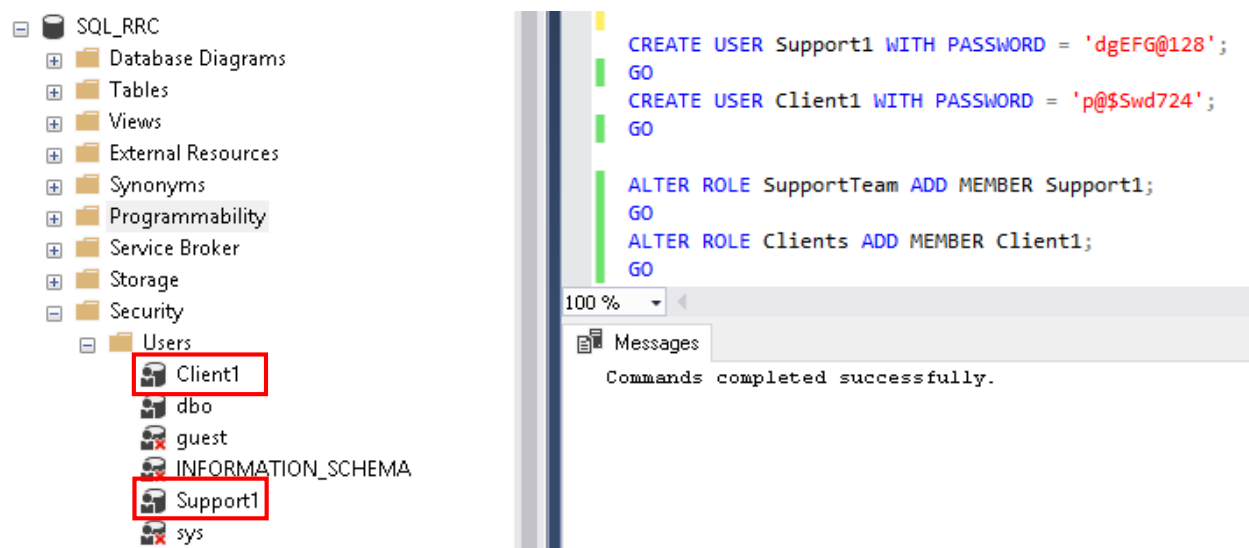 SQL_RRC
Database Diagrams
Tables
Views
External Resources
Synonyms
Programmability
Service Broker
Storage
Security
Users
Client1
dbo
guest
INFORMATION_SCHEMA
Support1
sys
CREATE USER Support1 WITH PASSWORD = 'dgEFG@128';
GO
CREATE USER Client1 WITH PASSWORD = 'p@$Swd724';
GO
ALTER ROLE SupportTeam ADD MEMBER Support1;
GO
ALTER ROLE Clients ADD MEMBER Client1;
GO
100 %
Messages
Commands completed successfully.